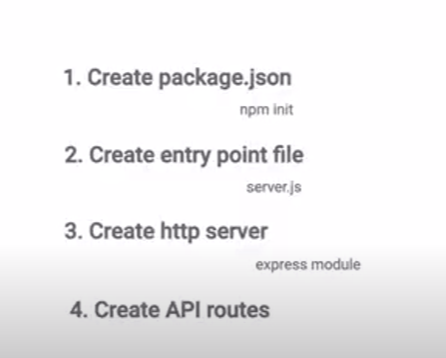 1. Create package.json
npm init
2. Create entry point file
server.js
3. Create http server
express module
4. Create API routes